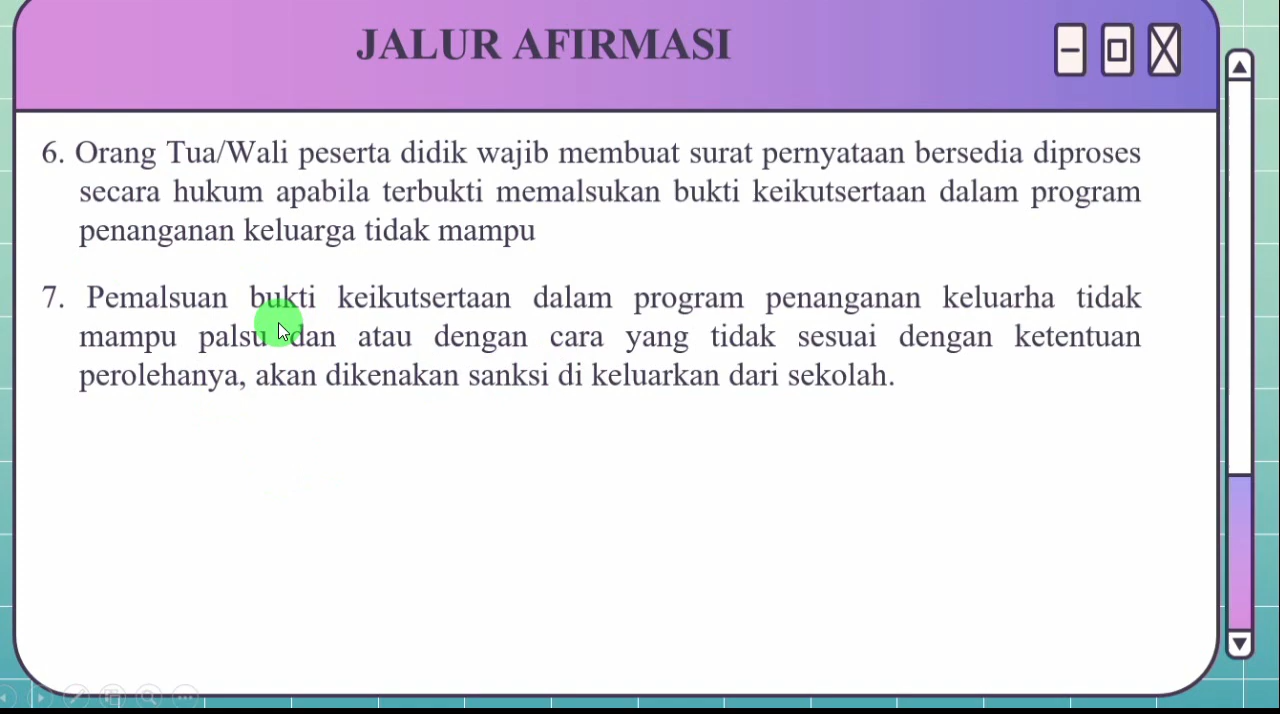 JALUR AFIRMASI
6. Orang Tua/Wali peserta didik wajib membuat surat pernyataan bersedia diproses
secara hukum apabila terbukti memalsukan bukti keikutsertaan dalam program
penanganan keluarga tidak mampu
7. Pemalsuan bukti keikutsertaan dalam program penanganan keluarha tidak
mampu palsu dan atau dengan cara yang tidak sesuai dengan ketentuan
perolehanya, akan dikenakan sanksi di keluarkan dari sekolah.